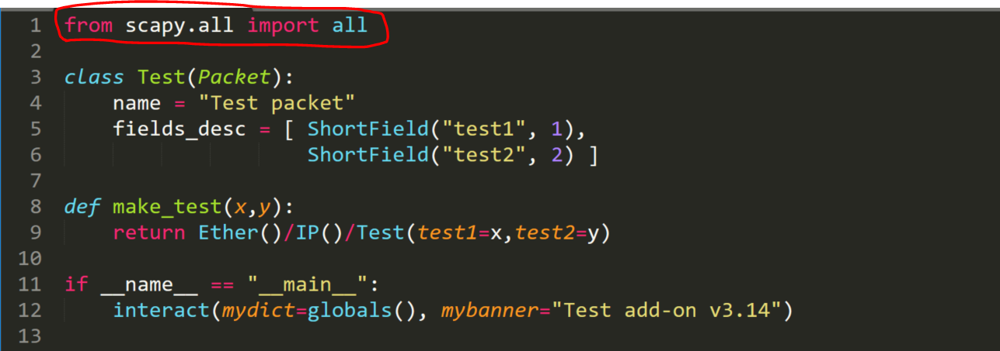 1 from scapy.all import all
2
3 class Test(Packet):
4     name = "Test packet"
5     fields_desc = [ ShortField("test1", 1),
6                     ShortField("test2", 2) ]
7
8 def make_test(x,y):
9     return Ether()/IP()/Test(test1=x,test2=y)
10
11 if __name__ == "__main__":
12     interact(mydict=globals(), mybanner="Test add-on v3.14")
13